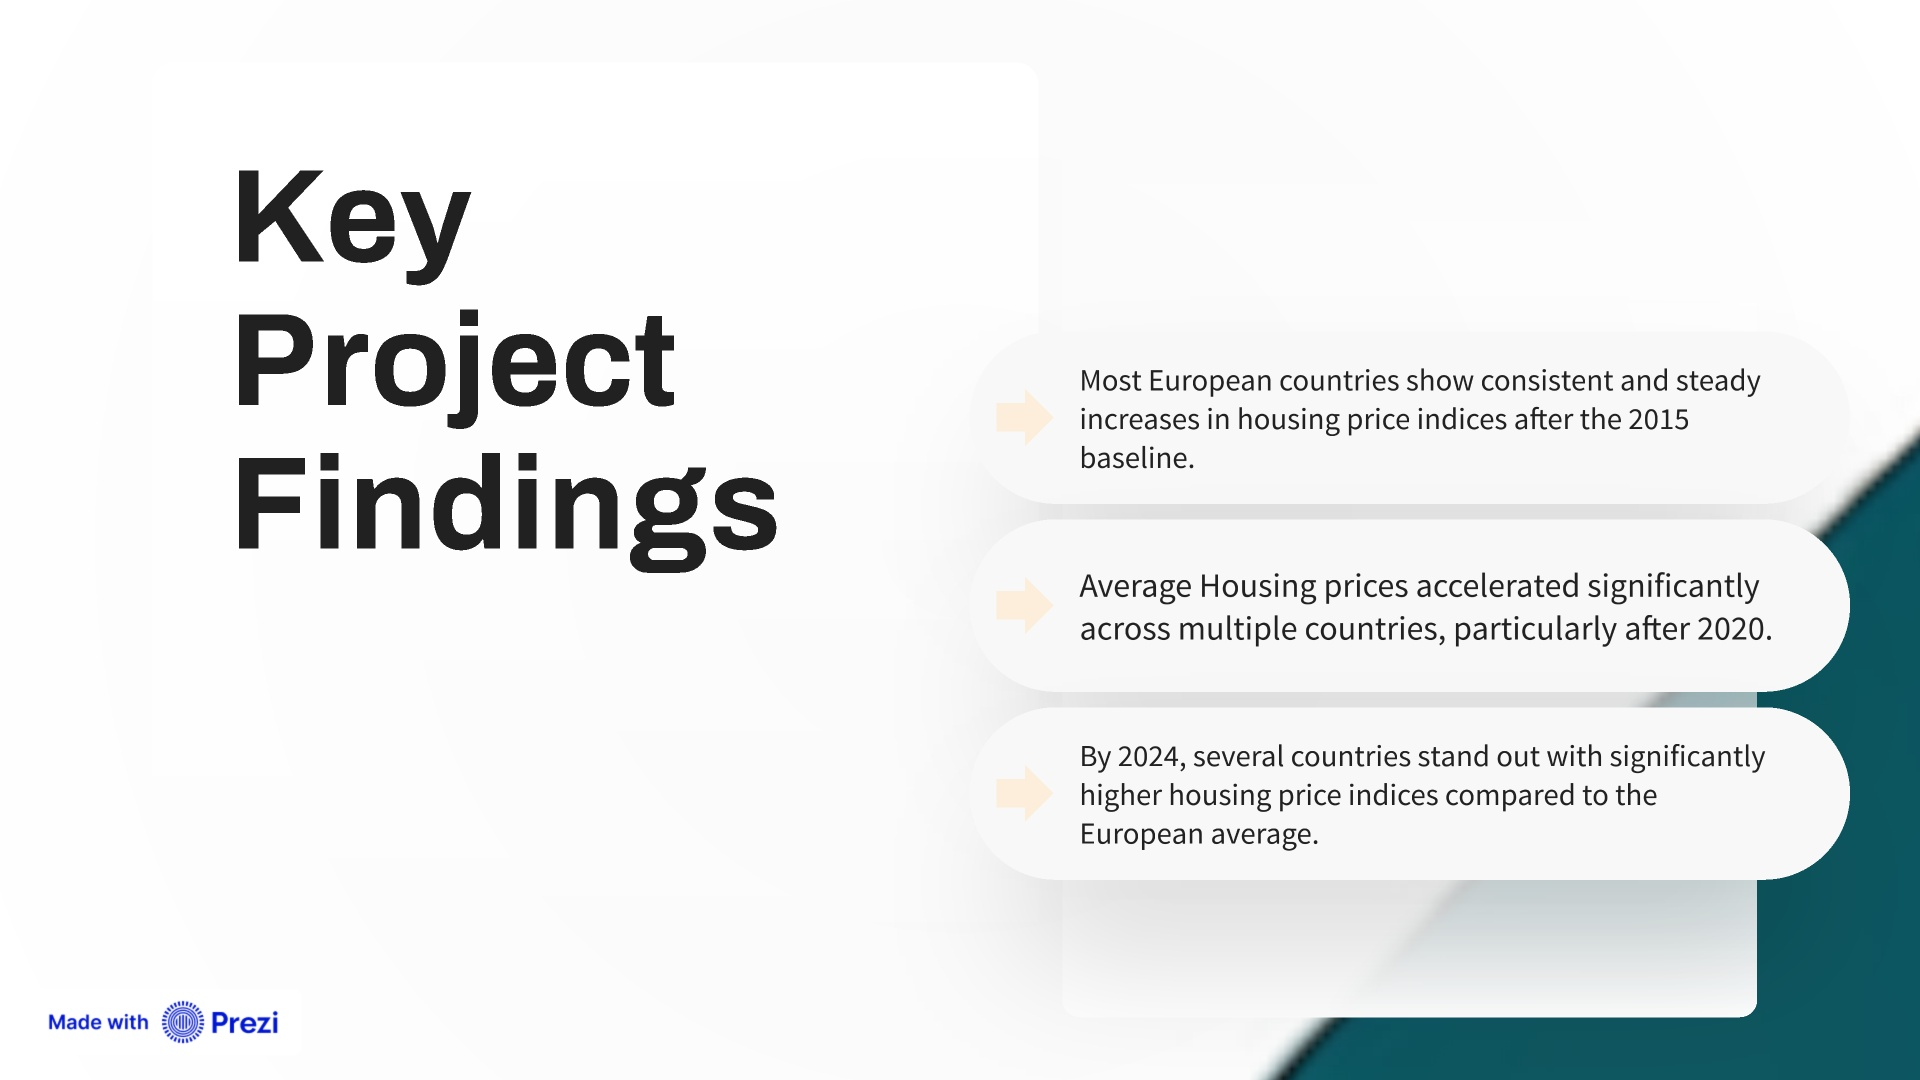 Key
Project
Findings
Most European countries show consistent and steady
increases in housing price indices after the 2015
baseline.
Average Housing prices accelerated significantly
across multiple countries, particularly after 2020.
By 2024, several countries stand out with significantly
higher housing price indices compared to the
European average.
Made with Prezi